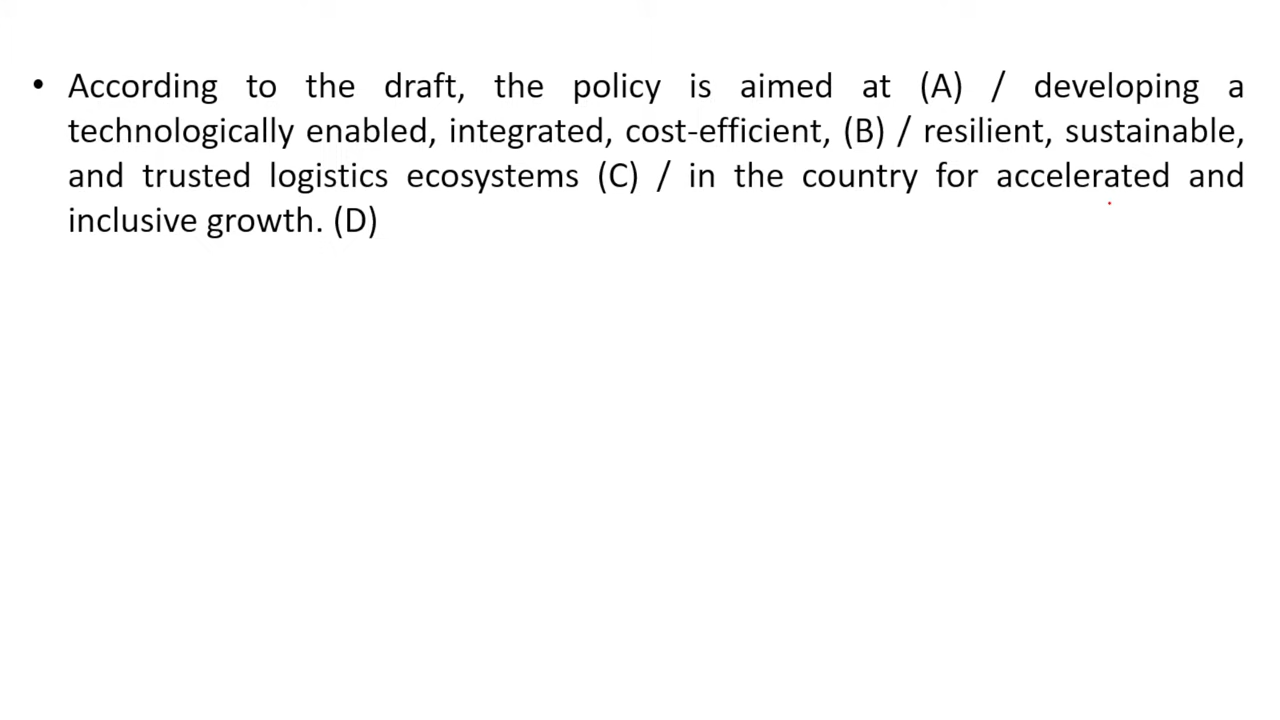 • According to the draft, the policy is aimed at (A) / developing a
technologically enabled, integrated, cost-efficient, (B) / resilient, sustainable,
and trusted logistics ecosystems (C) / in the country for accelerated and
inclusive growth. (D)